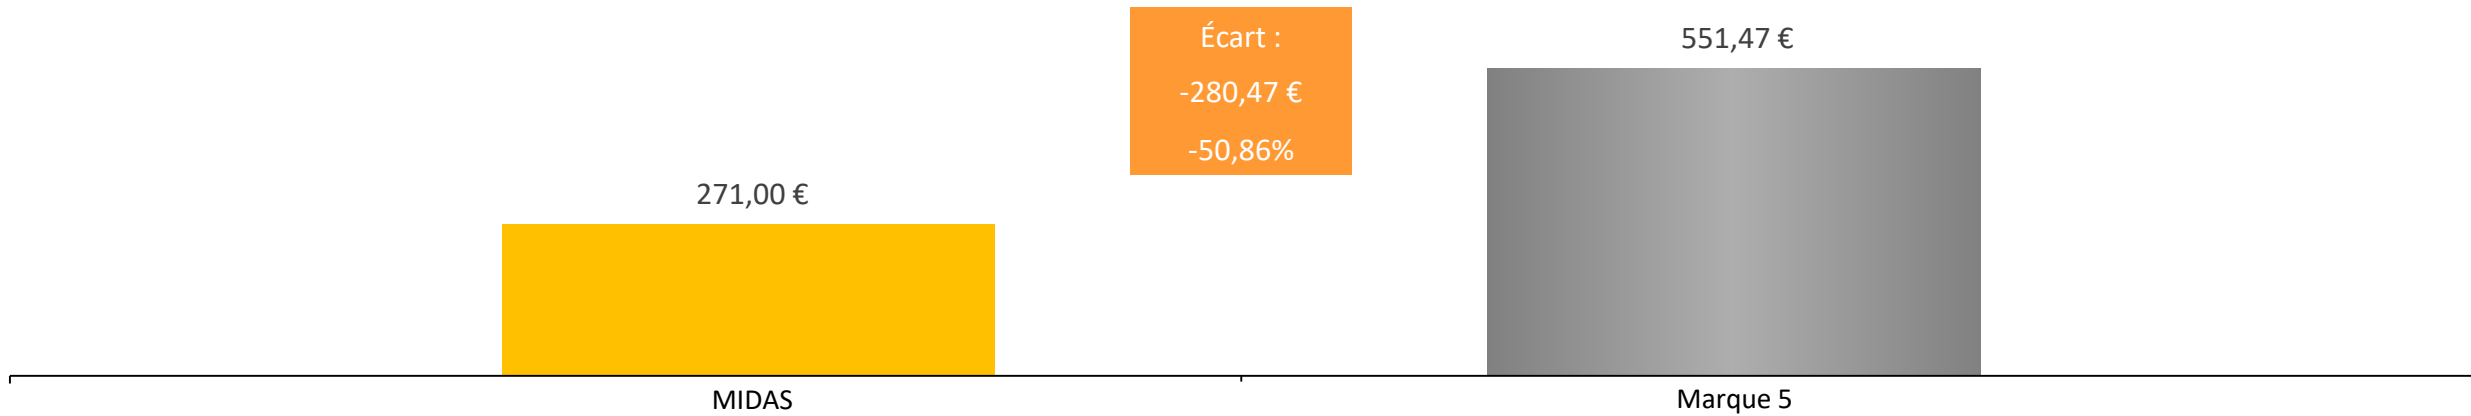 Écart :
-280,47 €
-50,86%
551,47 €
271,00 €
MIDAS
Marque 5